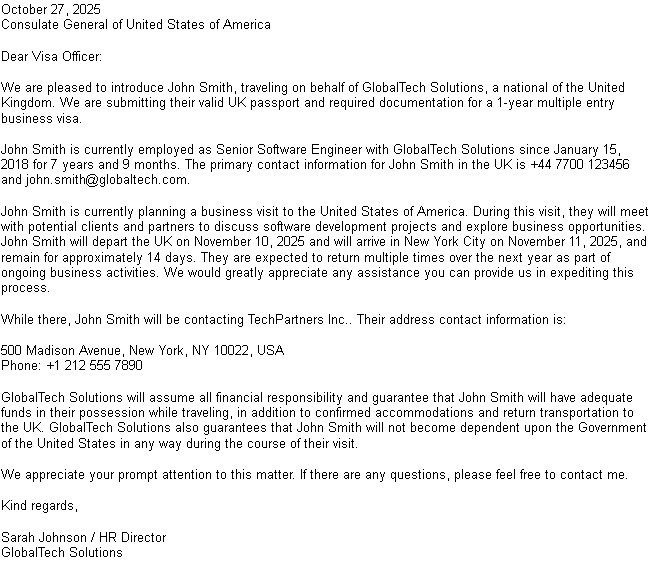 October 27, 2025
Consulate General of United States of America
Dear Visa Officer:
We are pleased to introduce John Smith, traveling on behalf of GlobalTech Solutions, a national of the United
Kingdom. We are submitting their valid UK passport and required documentation for a 1-year multiple entry
business visa.
John Smith is currently employed as Senior Software Engineer with GlobalTech Solutions since January 15,
2018 for 7 years and 9 months. The primary contact information for John Smith in the UK is +44 7700 123456
and john.smith@globaltech.com.
John Smith is currently planning a business visit to the United States of America. During this visit, they will meet
with potential clients and partners to discuss software development projects and explore business opportunities.
John Smith will depart the UK on November 10, 2025 and will arrive in New York City on November 11, 2025, and
remain for approximately 14 days. They are expected to return multiple times over the next year as part of
ongoing business activities. We would greatly appreciate any assistance you can provide us in expediting this
process.
While there, John Smith will be contacting TechPartners Inc.. Their address contact information is:
500 Madison Avenue, New York, NY 10022, USA
Phone: +1 212 555 7890
GlobalTech Solutions will assume all financial responsibility and guarantee that John Smith will have adequate
funds in their possession while traveling, in addition to confirmed accommodations and return transportation to
the UK. GlobalTech Solutions also guarantees that John Smith will not become dependent upon the Government
of the United States in any way during the course of their visit.
We appreciate your prompt attention to this matter. If there are any questions, please feel free to contact me.
Kind regards,
Sarah Johnson / HR Director
GlobalTech Solutions